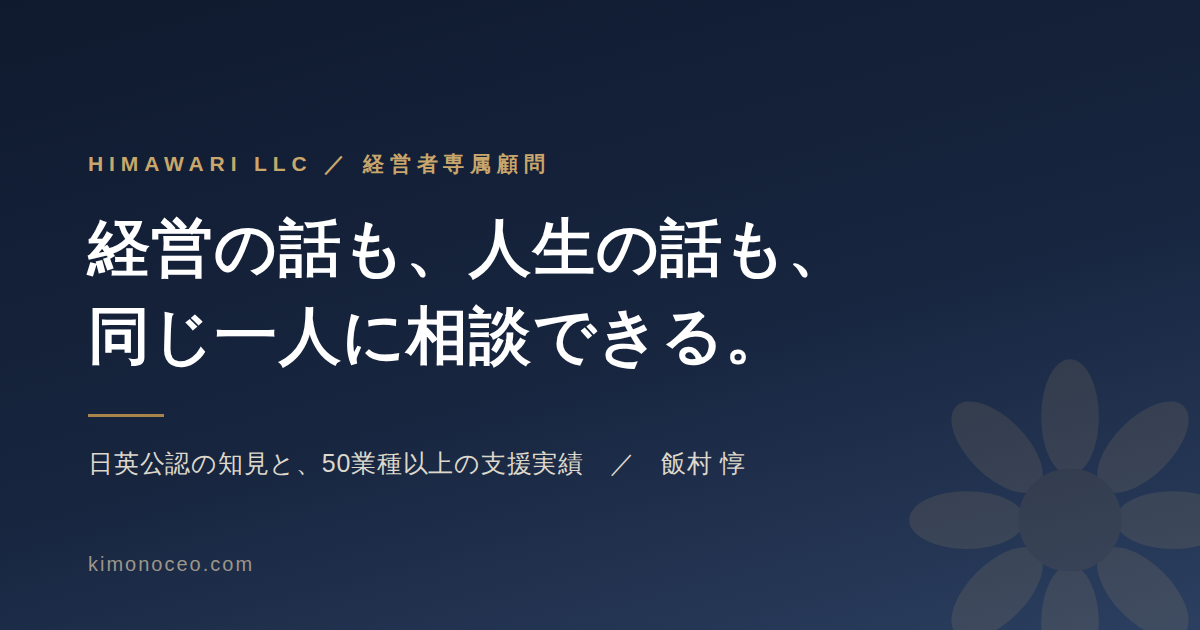 HIMAWARI LLC ／ 経営者専属顧問
経営の話も、人生の話も、
同じ一人に相談できる。
日英公認の知見と、50業種以上の支援実績　／　飯村 惇
kimonoceo.com